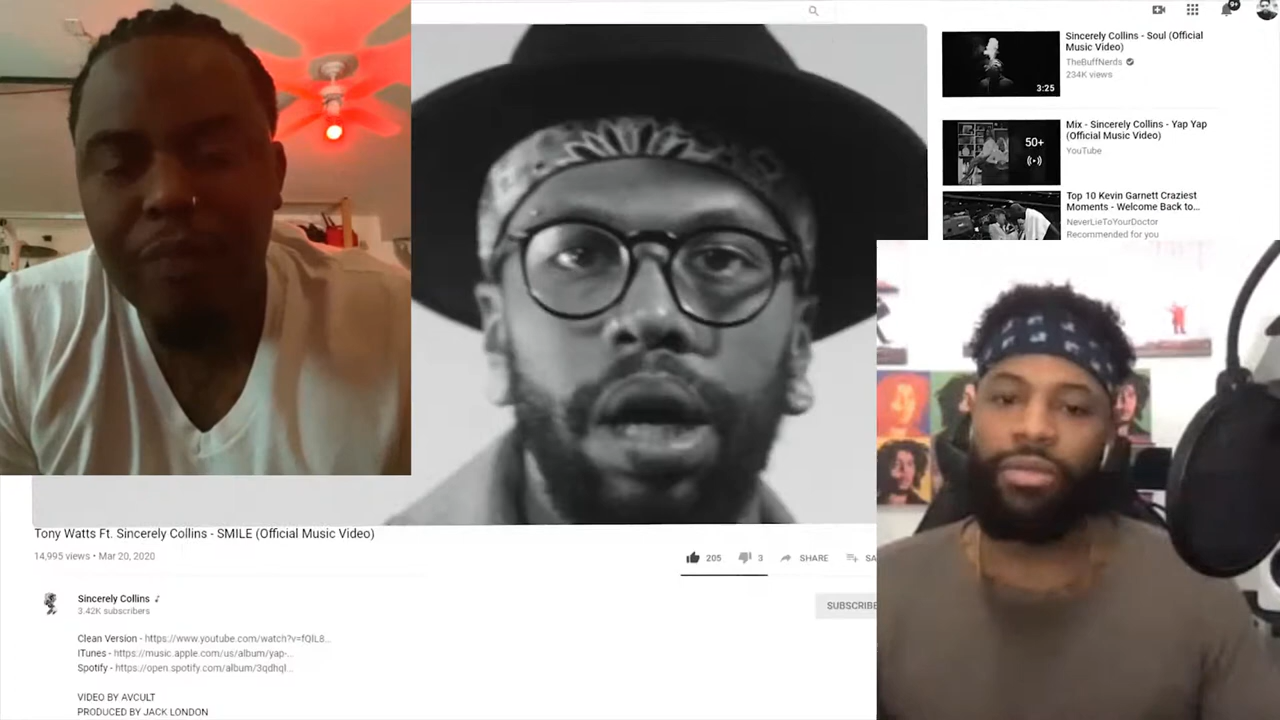 Sincerely Collins - Soul (Official
Music Video)
TheBuffNerds
234K views
3:25
Mix - Sincerely Collins - Yap Yap
(Official Music Video)
YouTube
50+
Top 10 Kevin Garnett Craziest
Moments - Welcome Back to...
NeverLieToYourDoctor
Recommended for you
9+
Tony Watts Ft. Sincerely Collins - SMILE (Official Music Video)
14,995 views • Mar 20, 2020
205
3
SHARE
SA
Sincerely Collins
3.42K subscribers
SUBSCRIBE
Clean Version - https://www.youtube.com/watch?v=fQlL8...
ITunes - https://music.apple.com/us/album/yap-...
Spotify - https://open.spotify.com/album/3qdhql...
VIDEO BY AVCULT
PRODUCED BY JACK LONDON